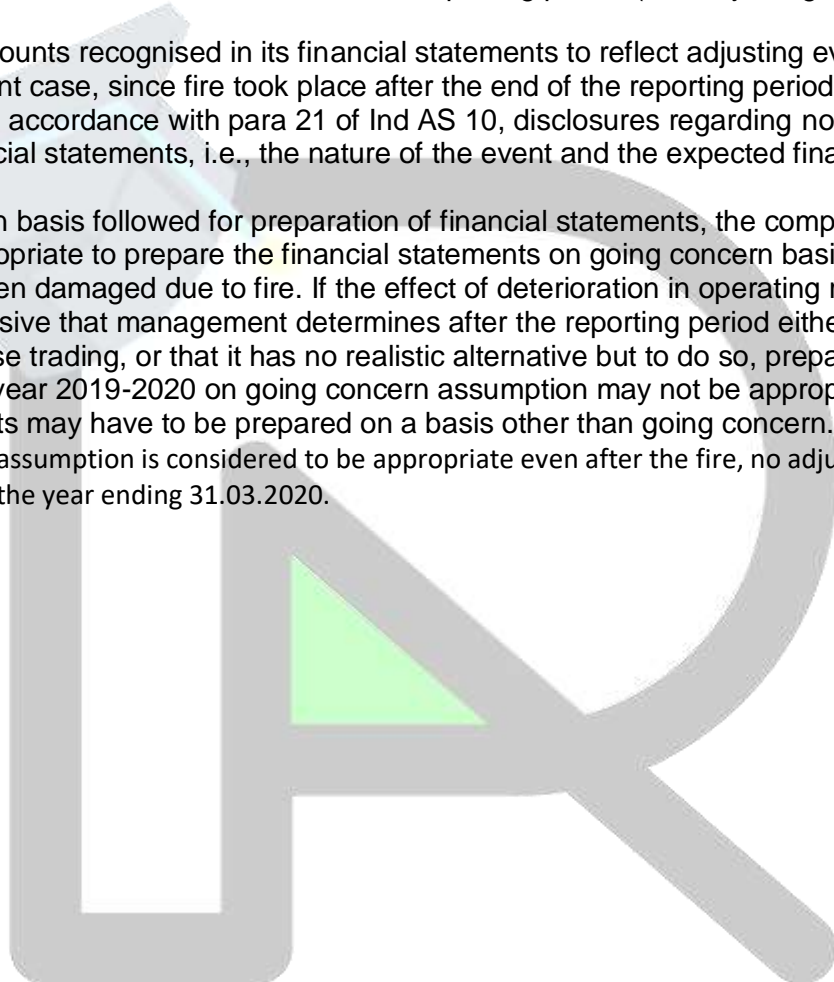 ounts recognised in its financial statements to reflect adjusting ev
nt case, since fire took place after the end of the reporting period
accordance with para 21 of Ind AS 10, disclosures regarding no
cial statements, i.e., the nature of the event and the expected fina
n basis followed for preparation of financial statements, the comp
opriate to prepare the financial statements on going concern basi
en damaged due to fire. If the effect of deterioration in operating
sive that management determines after the reporting period eithe
se trading, or that it has no realistic alternative but to do so, prepa
year 2019-2020 on going concern assumption may not be approp
ts may have to be prepared on a basis other than going concern.
assumption is considered to be appropriate even after the fire, no adju
the year ending 31.03.2020.